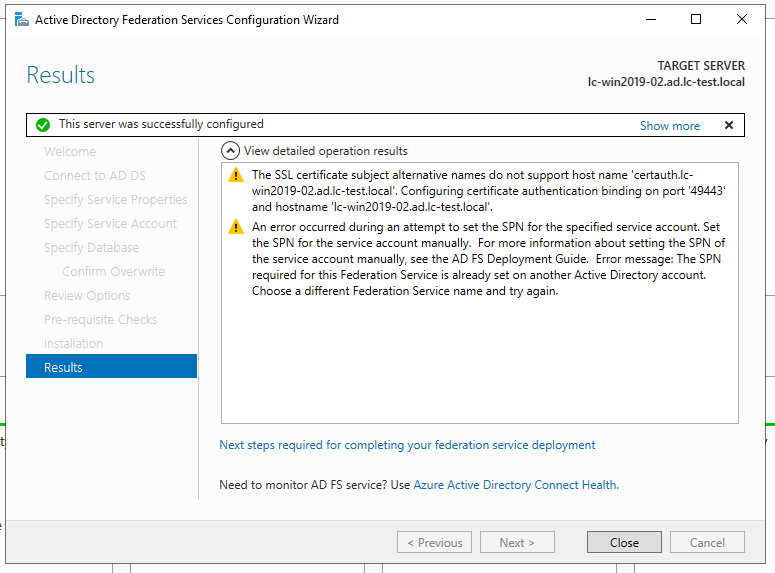 Active Directory Federation Services Configuration Wizard
Results
TARGET SERVER
lc-win2019-02.ad.lc-test.local
This server was successfully configured
Show more
Welcome
Connect to AD DS
Specify Service Properties
Specify Service Account
Specify Database
Confirm Overwrite
Review Options
Pre-requisite Checks
Installation
Results
View detailed operation results
The SSL certificate subject alternative names do not support host name 'certauth.lc-
win2019-02.ad.lc-test.local'. Configuring certificate authentication binding on port '49443'
and hostname 'lc-win2019-02.ad.lc-test.local'.
An error occurred during an attempt to set the SPN for the specified service account. Set
the SPN for the service account manually.  For more information about setting the SPN of
the service account manually, see the AD FS Deployment Guide.  Error message: The SPN
required for this Federation Service is already set on another Active Directory account.
Choose a different Federation Service name and try again.
Next steps required for completing your federation service deployment
Need to monitor AD FS service? Use Azure Active Directory Connect Health.
< Previous
Next >
Close
Cancel